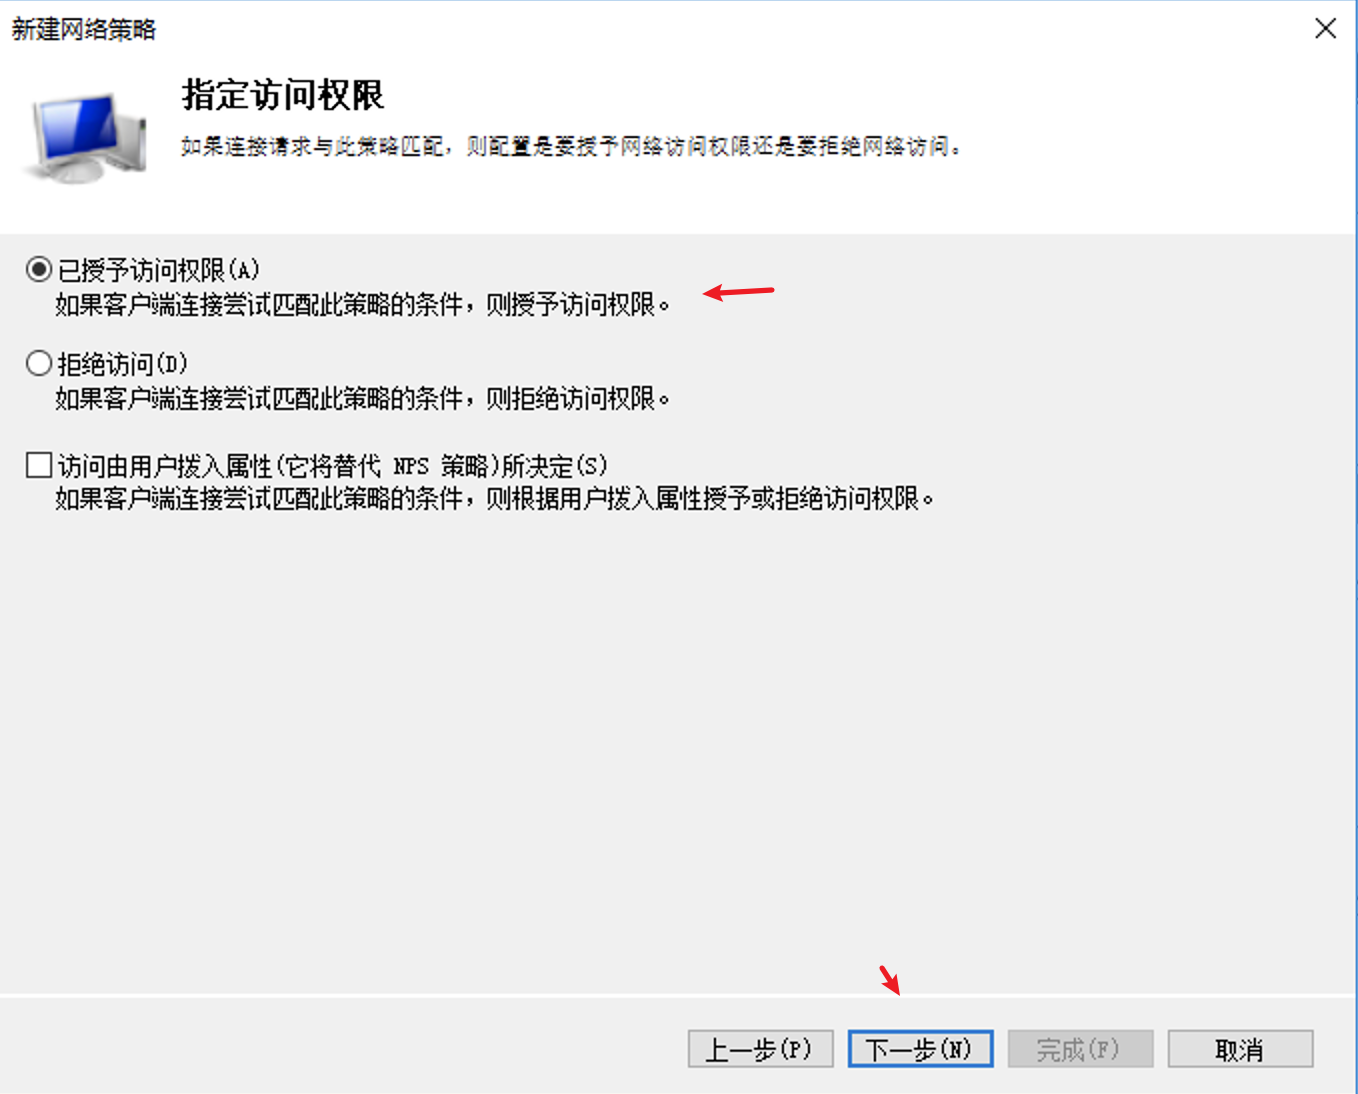 新建网络策略
指定访问权限
如果连接请求与此策略匹配，则配置是要授予网络访问权限还是要拒绝网络访问。
已授予访问权限(A)
如果客户端连接尝试匹配此策略的条件，则授予访问权限。
拒绝访问(D)
如果客户端连接尝试匹配此策略的条件，则拒绝访问权限。
访问由用户拨入属性(它将替代 NPS 策略)所决定(S)
如果客户端连接尝试匹配此策略的条件，则根据用户拨入属性授予或拒绝访问权限。
上一步(P) 下一步(N) 完成(F) 取消